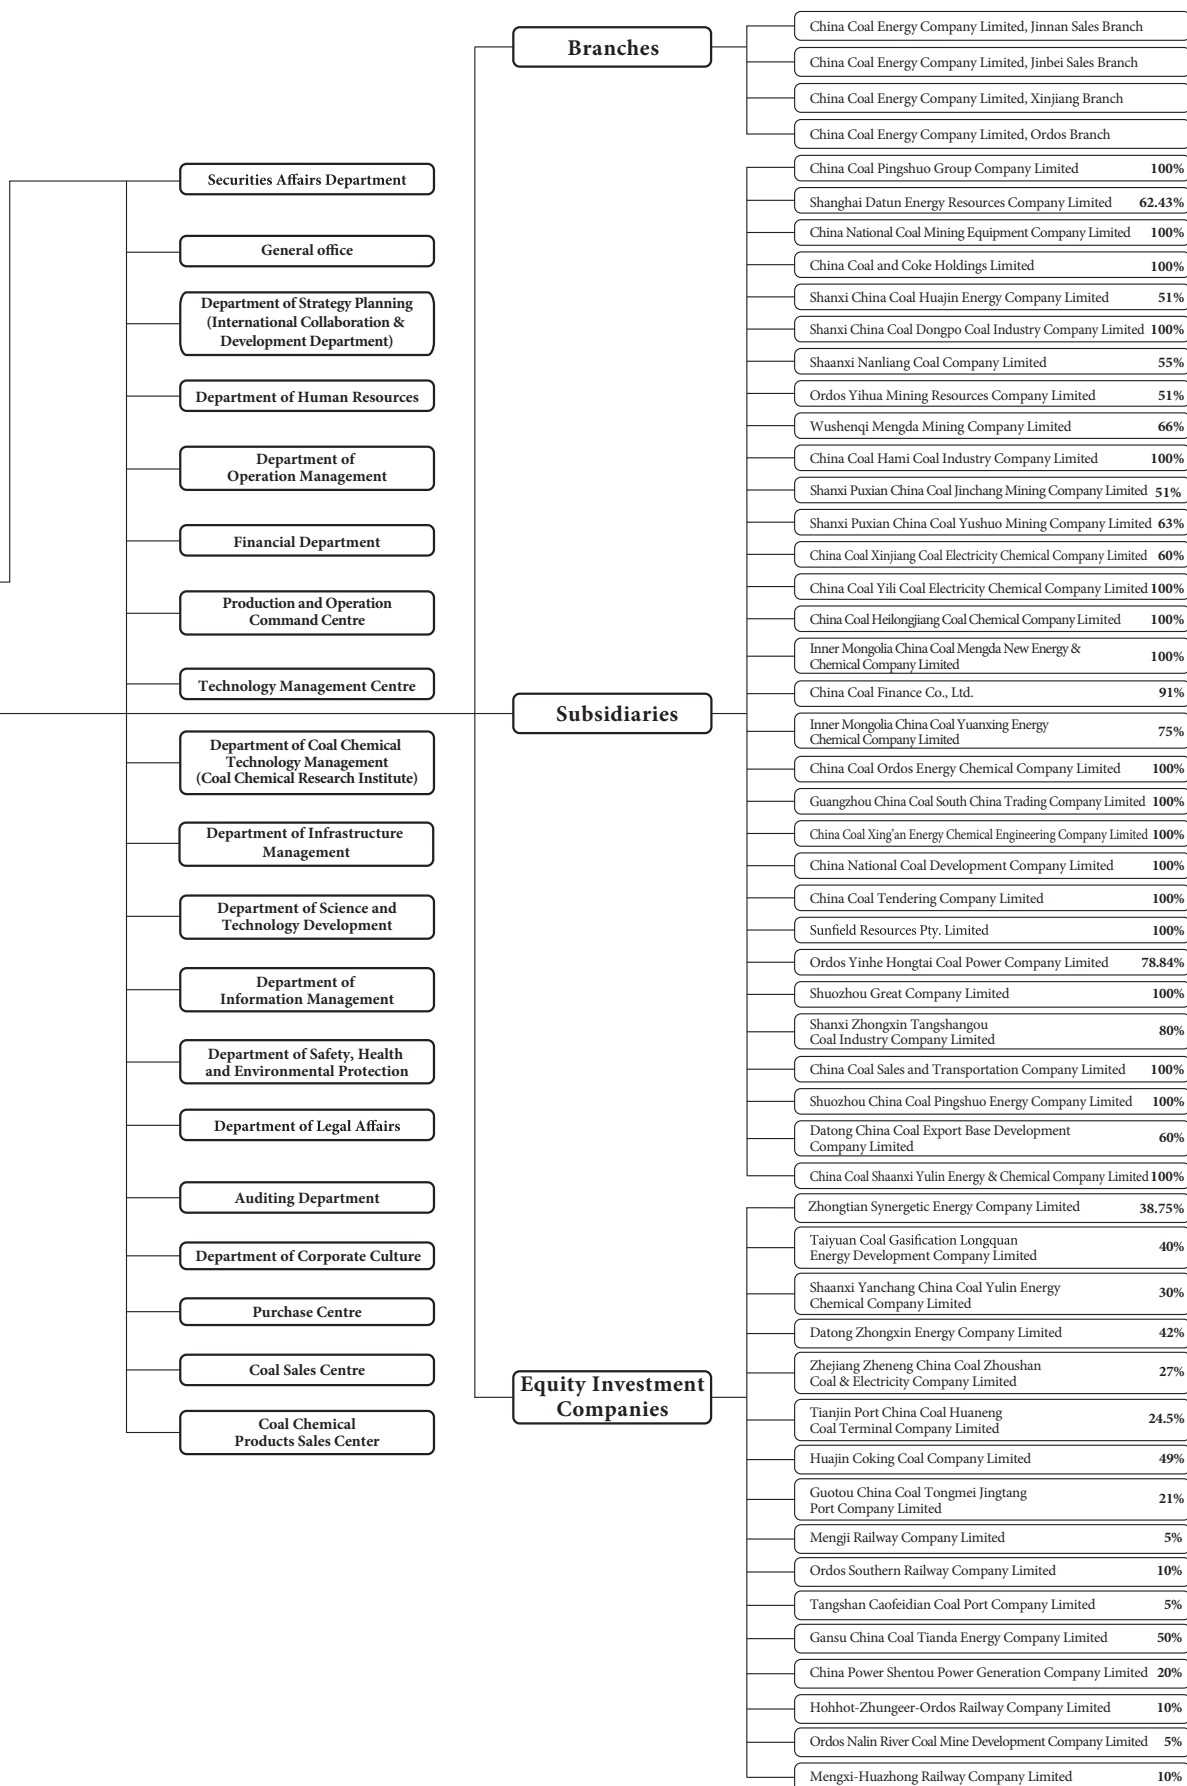 Securities Affairs Department
General office
Department of Strategy Planning
(International Collaboration &
Development Department)
Department of Human Resources
Department of
Operation Management
Financial Department
Production and Operation
Command Centre
Technology Management Centre
Department of Coal Chemical
Technology Management
(Coal Chemical Research Institute)
Department of Infrastructure
Management
Department of Science and
Technology Development
Department of
Information Management
Department of Safety, Health
and Environmental Protection
Department of Legal Affairs
Auditing Department
Department of Corporate Culture
Purchase Centre
Coal Sales Centre
Coal Chemical
Products Sales Center
Branches
China Coal Energy Company Limited, Jinnan Sales Branch
China Coal Energy Company Limited, Jinbei Sales Branch
China Coal Energy Company Limited, Xinjiang Branch
China Coal Energy Company Limited, Ordos Branch
Subsidiaries
China Coal Pingshuo Group Company Limited 100%
Shanghai Datun Energy Resources Company Limited 62.43%
China National Coal Mining Equipment Company Limited 100%
China Coal and Coke Holdings Limited 100%
Shanxi China Coal Huajin Energy Company Limited 51%
Shanxi China Coal Dongpo Coal Industry Company Limited 100%
Shaanxi Nanliang Coal Company Limited 55%
Ordos Yihua Mining Resources Company Limited 51%
Wushenqi Mengda Mining Company Limited 66%
China Coal Hami Coal Industry Company Limited 100%
Shanxi Puxian China Coal Jinchang Mining Company Limited 51%
Shanxi Puxian China Coal Yushuo Mining Company Limited 63%
China Coal Xinjiang Coal Electricity Chemical Company Limited 60%
China Coal Yili Coal Electricity Chemical Company Limited 100%
China Coal Heilongjiang Coal Chemical Company Limited 100%
Inner Mongolia China Coal Mengda New Energy &
Chemical Company Limited 100%
China Coal Finance Co., Ltd. 91%
Inner Mongolia China Coal Yuanxing Energy
Chemical Company Limited 75%
China Coal Ordos Energy Chemical Company Limited 100%
Guangzhou China Coal South China Trading Company Limited 100%
China Coal Xing'an Energy Chemical Engineering Company Limited 100%
China National Coal Development Company Limited 100%
China Coal Tendering Company Limited 100%
Sunfield Resources Pty. Limited 100%
Ordos Yinhe Hongtai Coal Power Company Limited 78.84%
Shuozhou Great Company Limited 100%
Shanxi Zhongxin Tangshangou
Coal Industry Company Limited 80%
China Coal Sales and Transportation Company Limited 100%
Shuozhou China Coal Pingshuo Energy Company Limited 100%
Datong China Coal Export Base Development
Company Limited 60%
China Coal Shaanxi Yulin Energy & Chemical Company Limited 100%
Equity Investment
Companies
Zhongtian Synergetic Energy Company Limited 38.75%
Taiyuan Coal Gasification Longquan
Energy Development Company Limited 40%
Shaanxi Yanchang China Coal Yulin Energy
Chemical Company Limited 30%
Datong Zhongxin Energy Company Limited 42%
Zhejiang Zheneng China Coal Zhoushan
Coal & Electricity Company Limited 27%
Tianjin Port China Coal Huaneng
Coal Terminal Company Limited 24.5%
Huajin Coking Coal Company Limited 49%
Guotou China Coal Tongmei Jingtang
Port Company Limited 21%
Mengji Railway Company Limited 5%
Ordos Southern Railway Company Limited 10%
Tangshan Caofeidian Coal Port Company Limited 5%
Gansu China Coal Tianda Energy Company Limited 50%
China Power Shentou Power Generation Company Limited 20%
Hohhot-Zhungeer-Ordos Railway Company Limited 10%
Ordos Nalin River Coal Mine Development Company Limited 5%
Mengxi-Huazhong Railway Company Limited 10%